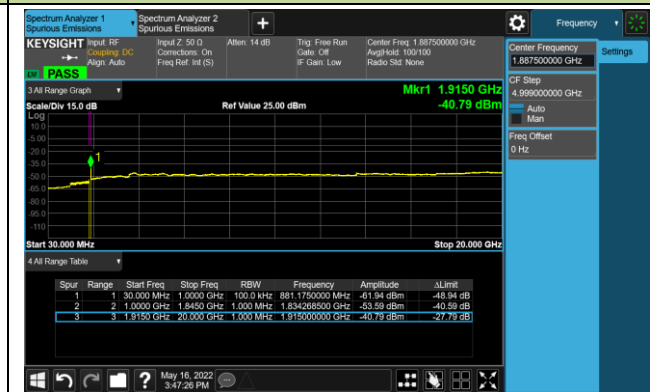 Spectrum Analyzer 1
Spurious Emissions
Spectrum Analyzer 2
Spurious Emissions
+
Frequency
KEYSIGHT
Input: RF
Coupling: DC
Align: Auto
Input Z: 50 Ω
Corrections: On
Freq Ref: Int (S)
Atten: 14 dB
Trig: Free Run
Gate: Off
IF Gain: Low
Center Freq: 1.887500000 GHz
Avg|Hold: 100/100
Radio Std: None
PASS
Center Frequency
1.887500000 GHz
Settings
CF Step
4.999000000 GHz
Auto
Man
Freq Offset
0 Hz
3 All Range Graph
Mkr1 1.9150 GHz
Scale/Div 15.0 dB
Ref Value 25.00 dBm
-40.79 dBm
Log
10.0
-5.00
-20.0
-35.0
-50.0
-65.0
-80.0
-95.0
-110
1
Start 30.000 MHz
Stop 20.000 GHz
4 All Range Table
Spur Range Start Freq Stop Freq RBW Frequency Amplitude ΔLimit
1 1 30.000 MHz 1.0000 GHz 100.0 kHz 881.1750000 MHz -61.94 dBm -48.94 dB
2 2 1.0000 GHz 1.8450 GHz 1.000 MHz 1.834268500 GHz -53.59 dBm -40.59 dB
3 3 1.9150 GHz 20.000 GHz 1.000 MHz 1.915000000 GHz -40.79 dBm -27.79 dB
?
May 16, 2022
3:47:26 PM